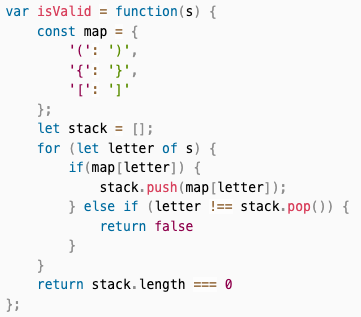 var isValid = function(s) {
    const map = {
        '(': ')',
        '{': '}',
        '[': ']'
    };
    let stack = [];
    for (let letter of s) {
        if(map[letter]) {
            stack.push(map[letter]);
        } else if (letter !== stack.pop()) {
            return false
        }
    }
    return stack.length === 0
};